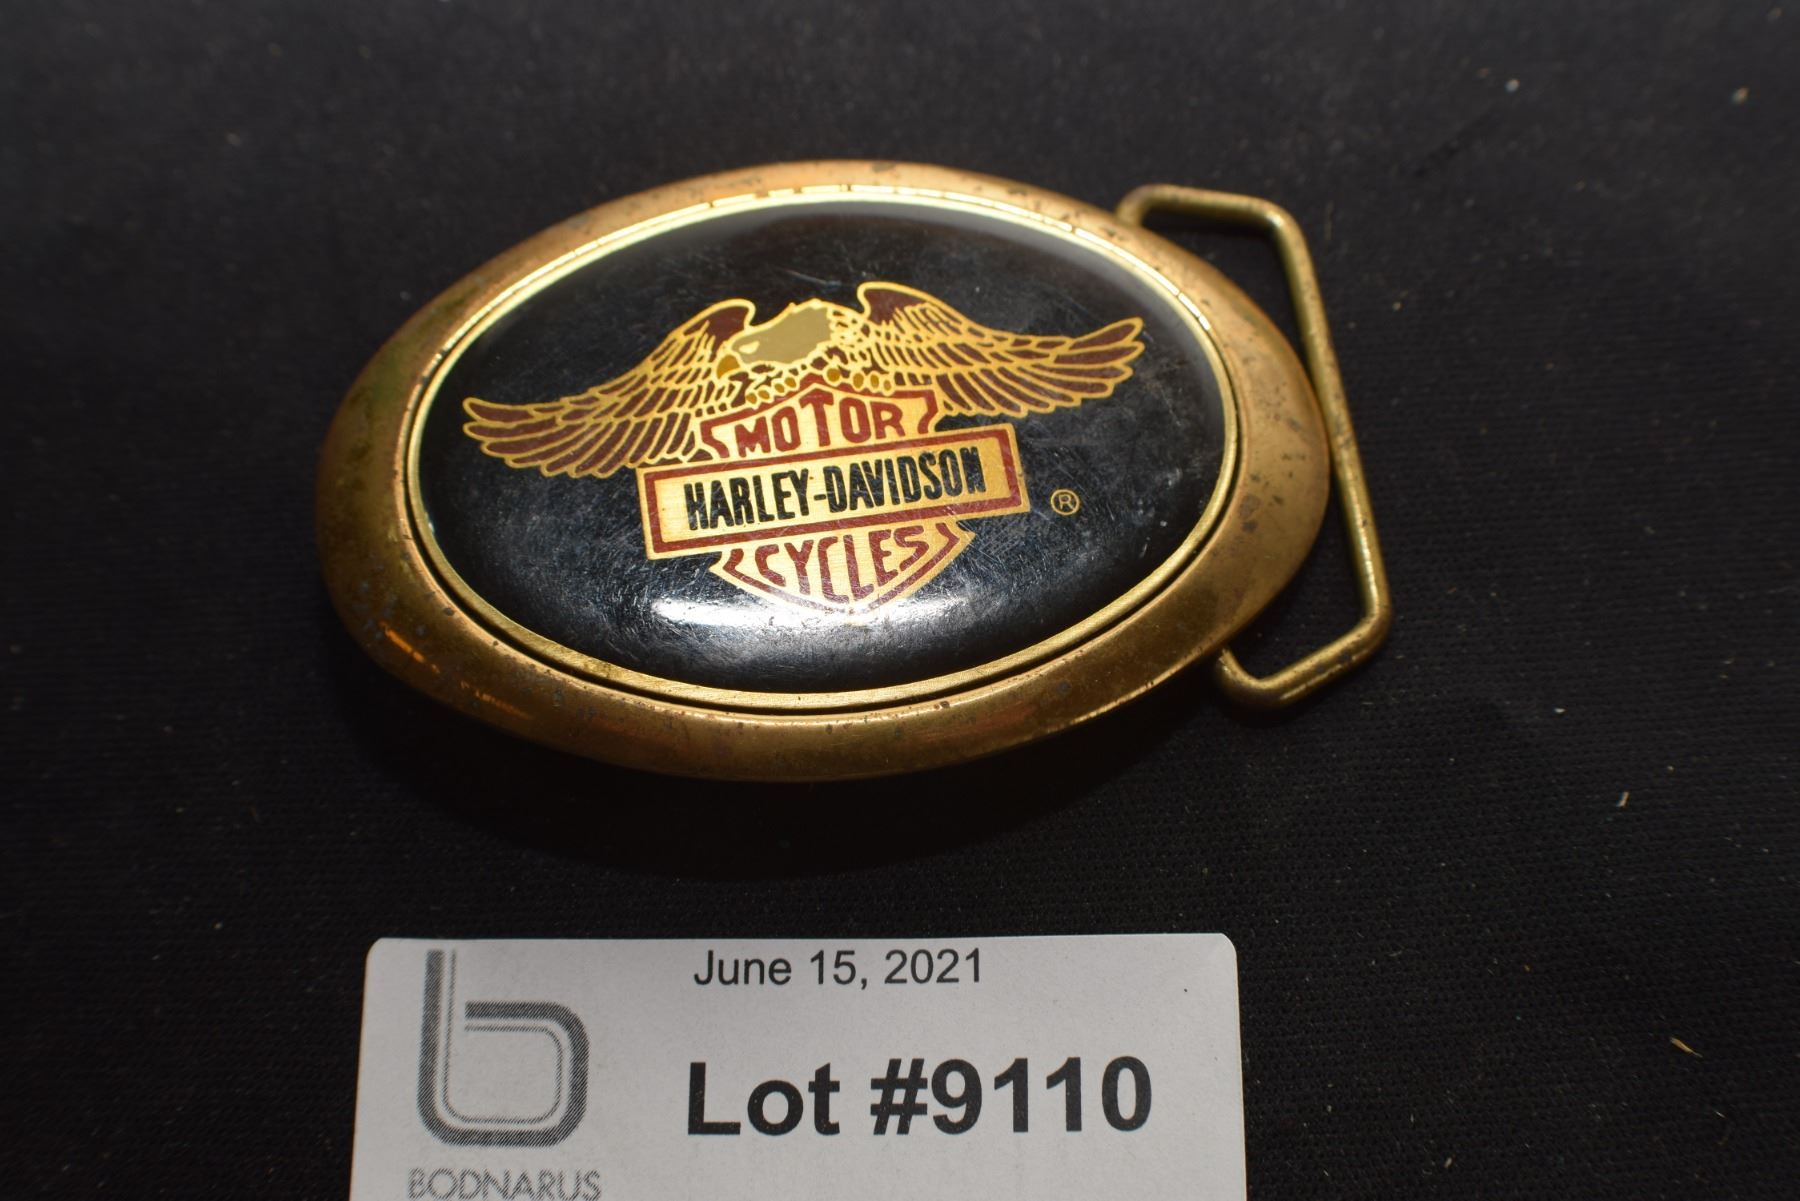 MOTOR
HARLEY-DAVIDSON
®
CYCLES
June 15, 2021
b
Lot #9110
BODNARUS